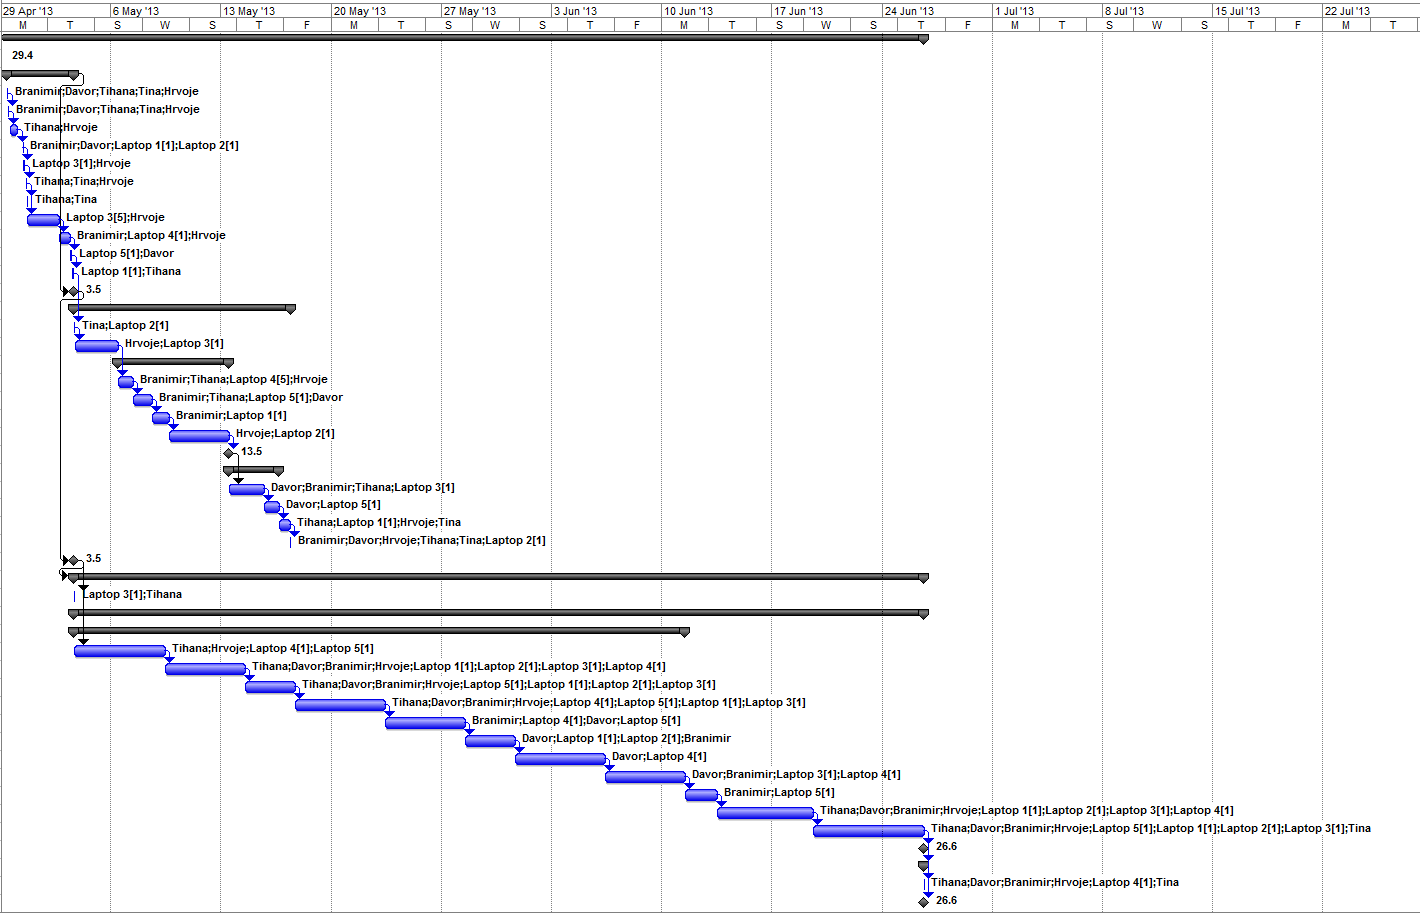 29 Apr '13 6 May '13 13 May '13 20 May '13 27 May '13 3 Jun '13 10 Jun '13 17 Jun '13 24 Jun '13 1 Jul '13 8 Jul '13 15 Jul '13 22 Jul '13
M T S W S T F M T S W S T F M T S W S T F M T S W S T F M T
29.4
Branimir;Davor;Tihana;Tina;Hrvoje
Branimir;Davor;Tihana;Tina;Hrvoje
Tihana;Hrvoje
Branimir;Davor;Laptop 1[1];Laptop 2[1]
Laptop 3[1];Hrvoje
Tihana;Tina;Hrvoje
Tihana;Tina
Laptop 3[5];Hrvoje
Branimir;Laptop 4[1];Hrvoje
Laptop 5[1];Davor
Laptop 1[1];Tihana
3.5
Tina;Laptop 2[1]
Hrvoje;Laptop 3[1]
Branimir;Tihana;Laptop 4[5];Hrvoje
Branimir;Tihana;Laptop 5[1];Davor
Branimir;Laptop 1[1]
Hrvoje;Laptop 2[1]
13.5
Davor;Branimir;Tihana;Laptop 3[1]
Davor;Laptop 5[1]
Tihana;Laptop 1[1];Hrvoje;Tina
Branimir;Davor;Hrvoje;Tihana;Tina;Laptop 2[1]
3.5
Laptop 3[1];Tihana
Tihana;Hrvoje;Laptop 4[1];Laptop 5[1]
Tihana;Davor;Branimir;Hrvoje;Laptop 1[1];Laptop 2[1];Laptop 3[1];Laptop 4[1]
Tihana;Davor;Branimir;Hrvoje;Laptop 5[1];Laptop 1[1];Laptop 2[1];Laptop 3[1]
Tihana;Davor;Branimir;Hrvoje;Laptop 4[1];Laptop 5[1];Laptop 1[1];Laptop 3[1]
Branimir;Laptop 4[1];Davor;Laptop 5[1]
Davor;Laptop 1[1];Laptop 2[1];Branimir
Davor;Laptop 4[1]
Davor;Branimir;Laptop 3[1];Laptop 4[1]
Branimir;Laptop 5[1]
Tihana;Davor;Branimir;Hrvoje;Laptop 1[1];Laptop 2[1];Laptop 3[1];Laptop 4[1]
Tihana;Davor;Branimir;Hrvoje;Laptop 5[1];Laptop 1[1];Laptop 2[1];Laptop 3[1];Tina
26.6
Tihana;Davor;Branimir;Hrvoje;Laptop 4[1];Tina
26.6